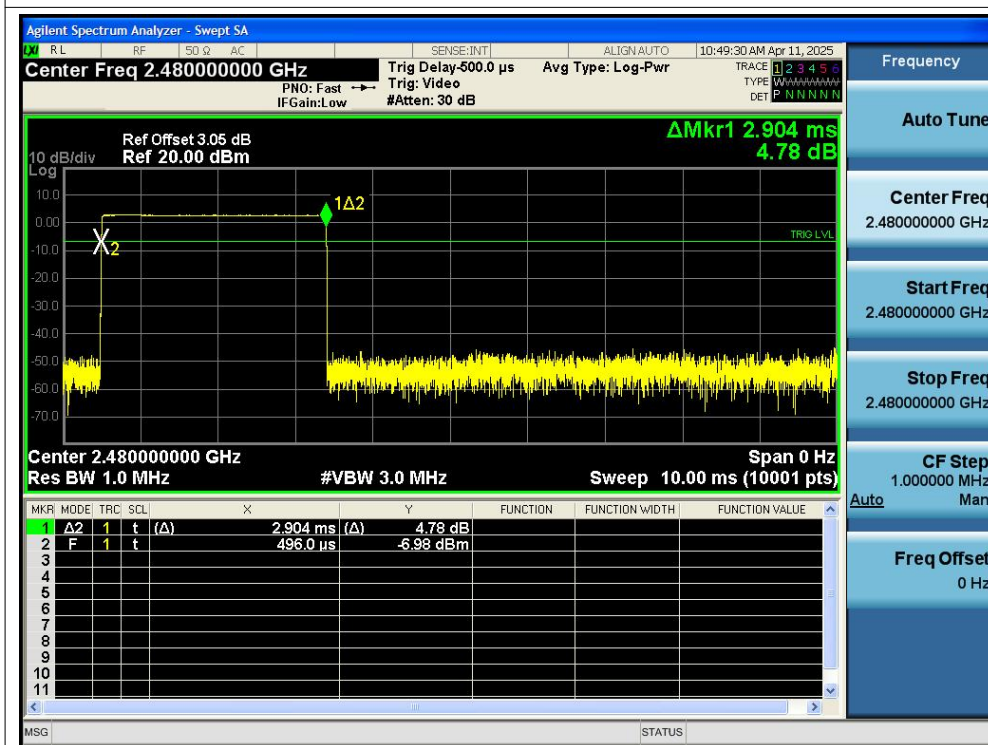 Agilent Spectrum Analyzer - Swept SA
LXI RL RF 50 Ω AC SENSE:INT ALIGN AUTO 10:49:30 AM Apr 11, 2025
Center Freq 2.480000000 GHz
PNO: Fast
IFGain:Low
Trig Delay-500.0 µs
Trig: Video
#Atten: 30 dB
Avg Type: Log-Pwr
TRACE 1 2 3 4 5 6
TYPE WWWWWW
DET P N N N N N
ΔMkr1 2.904 ms
4.78 dB
Ref Offset 3.05 dB
10 dB/div Ref 20.00 dBm
Log
10.0
0.00
-10.0
-20.0
-30.0
-40.0
-50.0
-60.0
-70.0
1Δ2
X2
TRIG LVL
Center 2.480000000 GHz Span 0 Hz
Res BW 1.0 MHz #VBW 3.0 MHz Sweep 10.00 ms (10001 pts)
MKR MODE TRC SCL X Y FUNCTION FUNCTION WIDTH FUNCTION VALUE
1 Δ2 1 t (Δ) 2.904 ms (Δ) 4.78 dB
2 F 1 t 496.0 µs -6.98 dBm
3
4
5
6
7
8
9
10
11
MSG STATUS
Frequency
Auto Tune
Center Freq
2.480000000 GHz
Start Freq
2.480000000 GHz
Stop Freq
2.480000000 GHz
CF Step
1.000000 MHz
Auto Man
Freq Offset
0 Hz